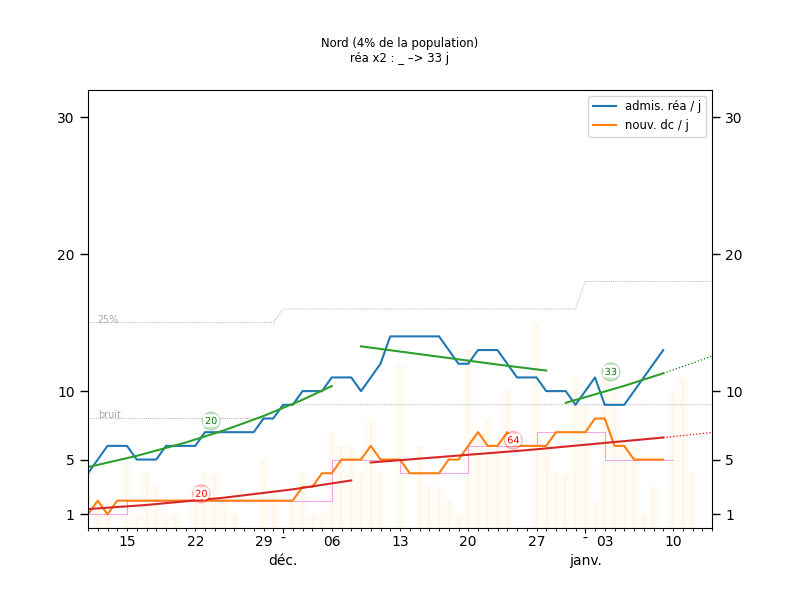 Nord (4% de la population)
réa x2 : _ –> 33 j
admis. réa / j
nouv. dc / j
30 30
20 20
10 10
5 5
1 1
25%
bruit
20
33
64
20
15 22 29 - 06 13 20 27 - 03 10
déc. janv.